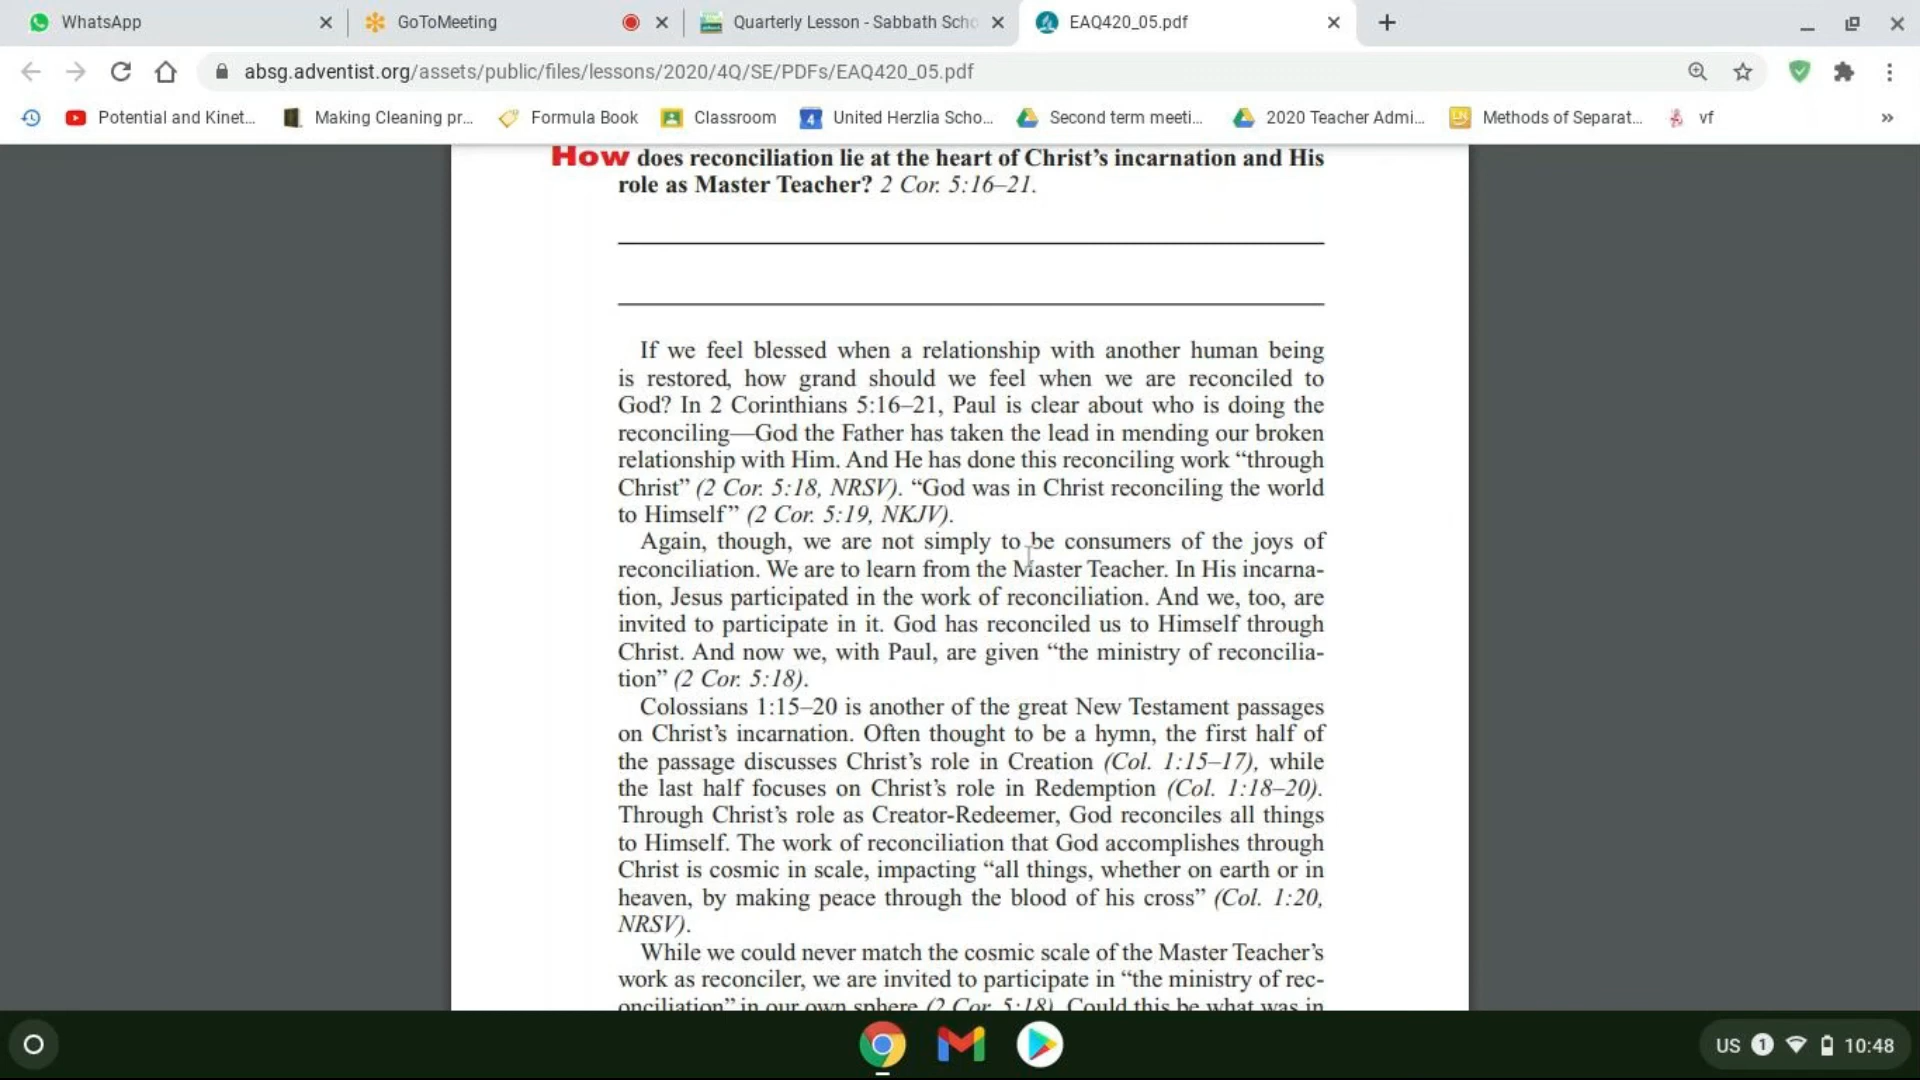 WhatsApp
GoToMeeting
Quarterly Lesson - Sabbath Scho
EAQ420_05.pdf
absg.adventist.org/assets/public/files/lessons/2020/4Q/SE/PDFs/EAQ420_05.pdf
Potential and Kinet...
Making Cleaning pr...
Formula Book
Classroom
4
United Herzlia Scho...
Second term meeti...
2020 Teacher Admi...
Methods of Separat...
vf
»
How does reconciliation lie at the heart of Christ’s incarnation and His
role as Master Teacher? 2 Cor. 5:16–21.
If we feel blessed when a relationship with another human being
is restored, how grand should we feel when we are reconciled to
God? In 2 Corinthians 5:16–21, Paul is clear about who is doing the
reconciling—God the Father has taken the lead in mending our broken
relationship with Him. And He has done this reconciling work “through
Christ” (2 Cor. 5:18, NRSV). “God was in Christ reconciling the world
to Himself” (2 Cor. 5:19, NKJV).
Again, though, we are not simply to be consumers of the joys of
reconciliation. We are to learn from the Master Teacher. In His incarna-
tion, Jesus participated in the work of reconciliation. And we, too, are
invited to participate in it. God has reconciled us to Himself through
Christ. And now we, with Paul, are given “the ministry of reconcilia-
tion” (2 Cor. 5:18).
Colossians 1:15–20 is another of the great New Testament passages
on Christ’s incarnation. Often thought to be a hymn, the first half of
the passage discusses Christ’s role in Creation (Col. 1:15–17), while
the last half focuses on Christ’s role in Redemption (Col. 1:18–20).
Through Christ’s role as Creator-Redeemer, God reconciles all things
to Himself. The work of reconciliation that God accomplishes through
Christ is cosmic in scale, impacting “all things, whether on earth or in
heaven, by making peace through the blood of his cross” (Col. 1:20,
NRSV).
While we could never match the cosmic scale of the Master Teacher’s
work as reconciler, we are invited to participate in “the ministry of rec-
onciliation” in our own sphere (2 Cor. 5:18). Could this be what was in
US 1 10:48